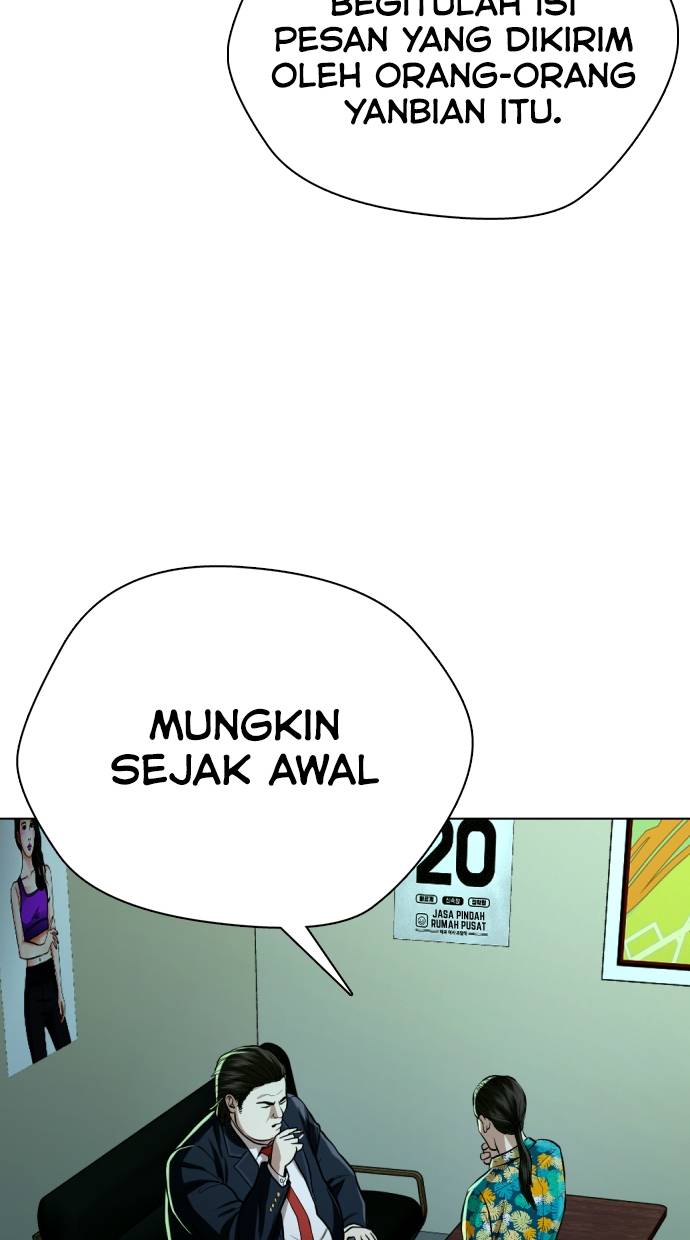 BEGITULAH ISI
PESAN YANG DIKIRIM
OLEH ORANG-ORANG
YANBIAN ITU.
MUNGKIN
SEJAK AWAL
20
JASA PINDAH
RUMAH PUSAT